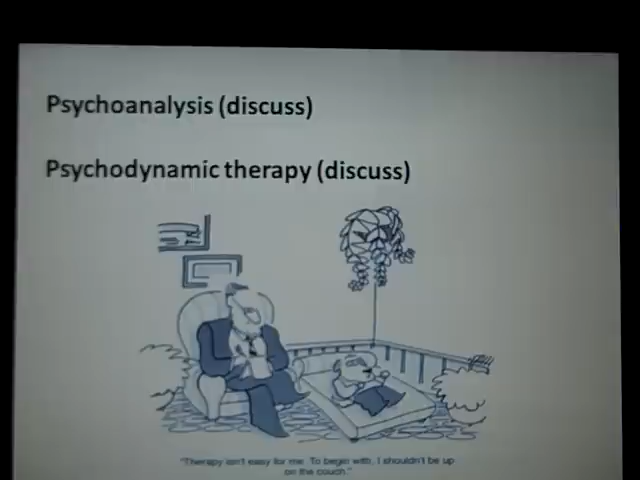 Psychoanalysis (discuss)
Psychodynamic therapy (discuss)
"Therapy isn't easy for me. To begin with, I shouldn't be up
on the couch."